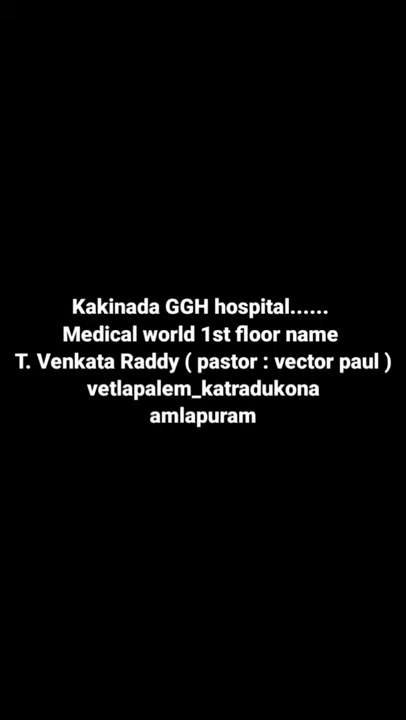 Kakinada GGH hospital......
Medical world 1st floor name
T. Venkata Raddy ( pastor : vector paul )
vetlapalem_katradukona
amlapuram